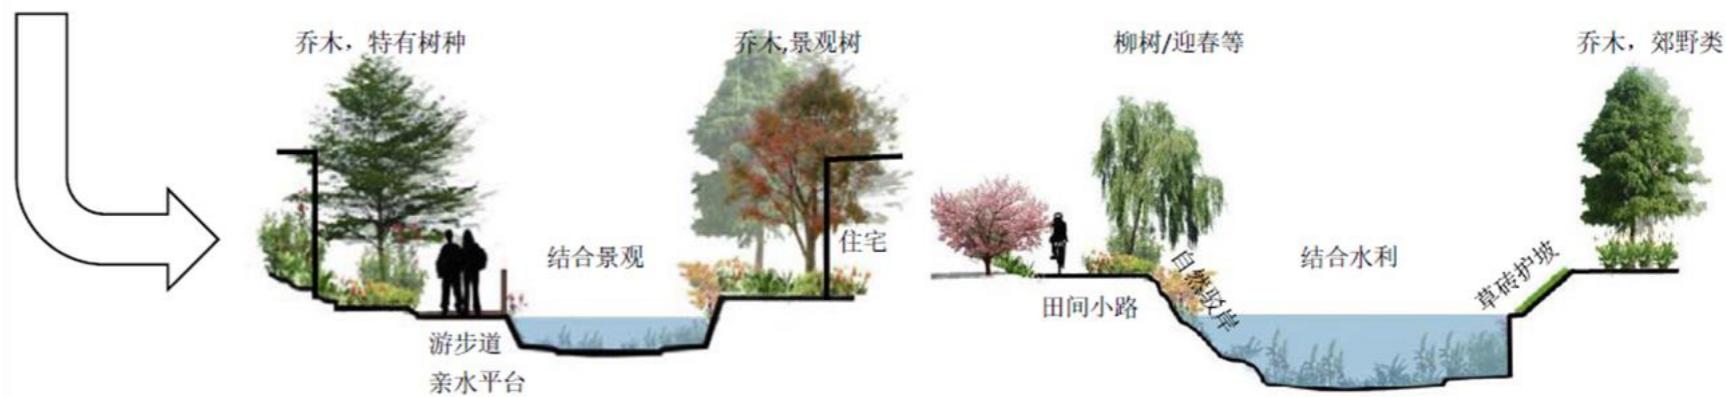 乔木，特有树种
乔木,景观树
柳树/迎春等
乔木，郊野类
结合景观
住宅
游步道
亲水平台
自然驳岸
结合水利
草砖护坡
田间小路